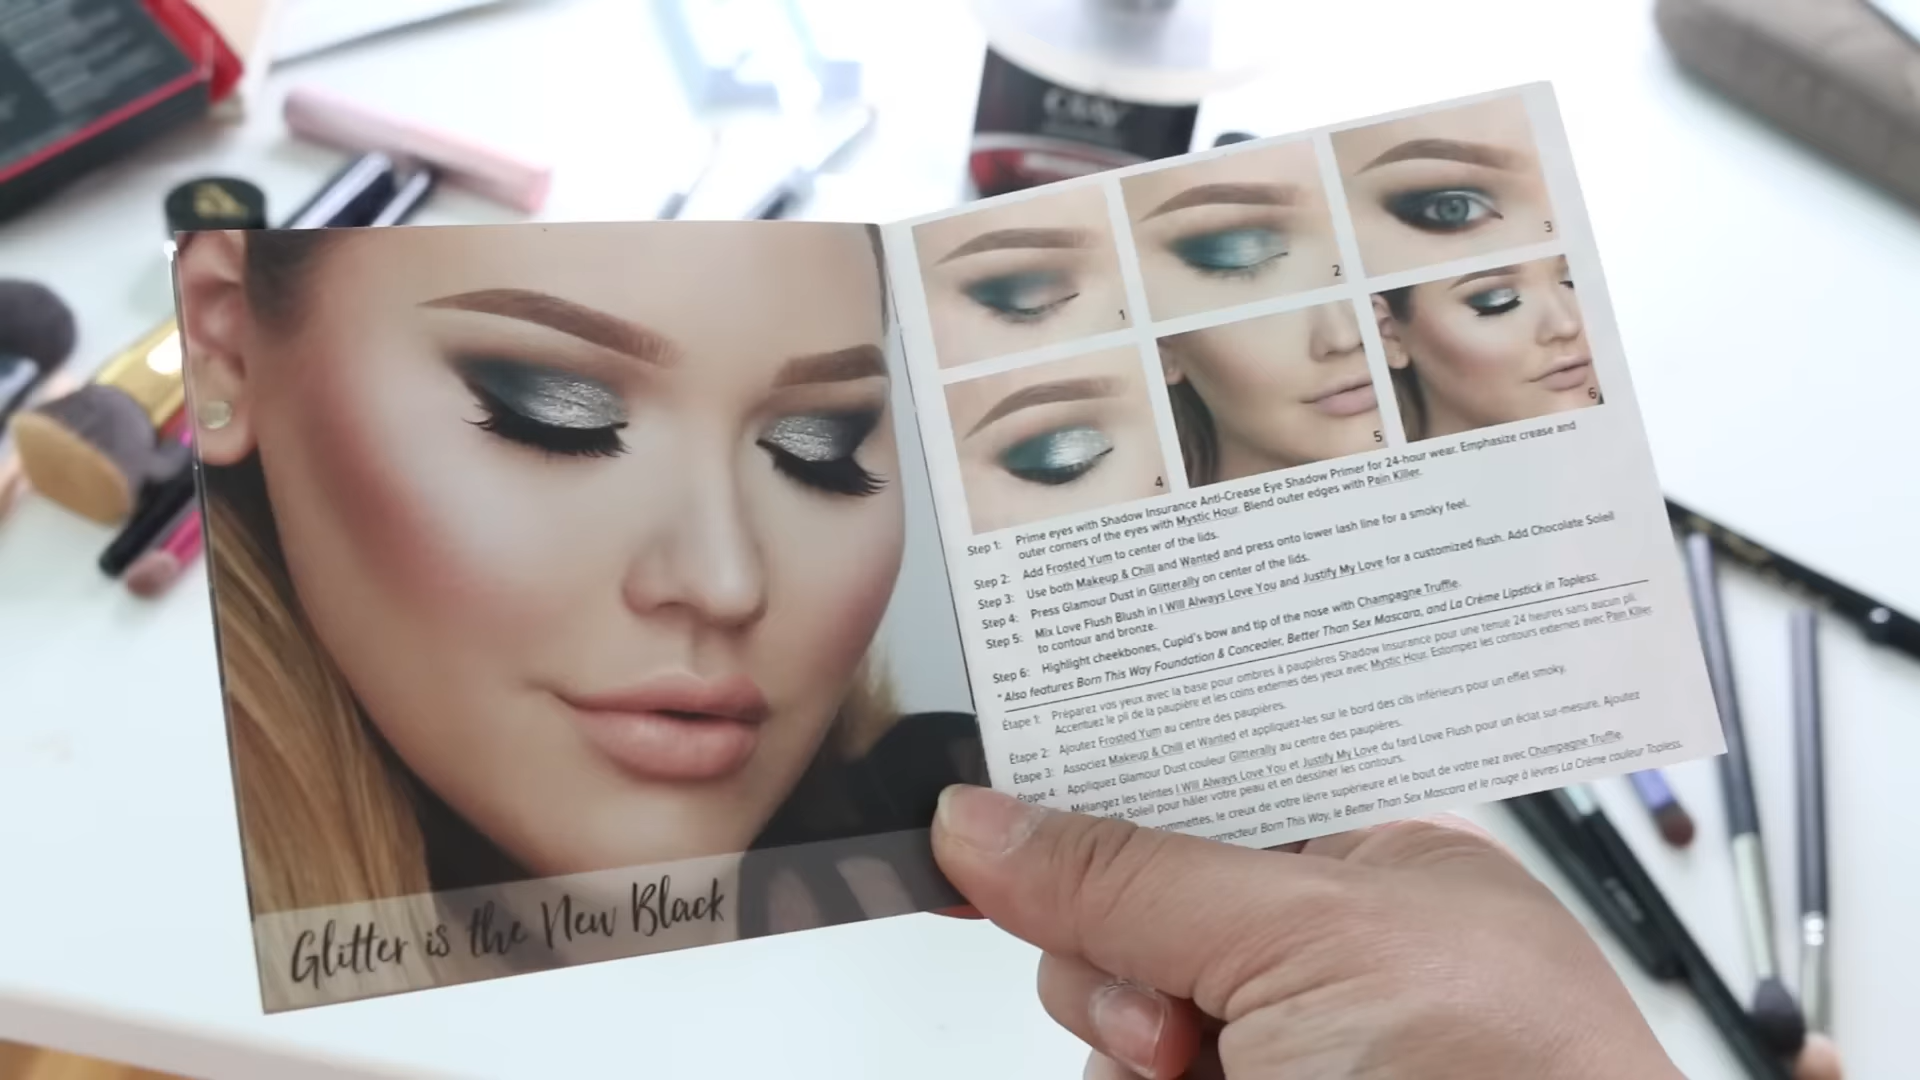 Glitter is the New Black
1
2
3
4
5
6
Step 1: Prime eyes with Shadow Insurance Anti-Crease Eye Shadow Primer for 24-hour wear. Emphasize crease and
outer corners of the eyes with Mystic Hour. Blend outer edges with Pain Killer.
Step 2: Add Frosted Yum to center of the lids.
Step 3: Use both Makeup & Chill and Wanted and press onto lower lash line for a smoky feel.
Step 4: Press Glamour Dust in Glitterally on center of the lids.
Step 5: Mix Love Flush Blush in I Will Always Love You and Justify My Love for a customized flush. Add Chocolate Soleil
to contour and bronze.
Step 6: Highlight cheekbones, Cupid's bow and tip of the nose with Champagne Truffle.
* Also features Born This Way Foundation & Concealer, Better Than Sex Mascara, and La Crème Lipstick in Topless.
Étape 1: Préparez vos yeux avec la base pour ombres à paupières Shadow Insurance pour une tenue 24 heures sans aucun pli.
Accentuez le pli de la paupière et les coins externes des yeux avec Mystic Hour. Estompez les contours externes avec Pain Killer.
Étape 2: Ajoutez Frosted Yum au centre des paupières.
Étape 3: Associez Makeup & Chill et Wanted et appliquez-les sur le bord des cils inférieurs pour un effet smoky.
Étape 4: Appliquez Glamour Dust couleur Glitterally au centre des paupières.
Mélangez les teintes I Will Always Love You et Justify My Love du fard Love Flush pour un éclat sur-mesure. Ajoutez
Soleil pour hâler votre peau et en dessiner les contours.
pommettes, le creux de votre lèvre supérieure et le bout de votre nez avec Champagne Truffle.
correcteur Born This Way, le Better Than Sex Mascara et le rouge à lèvres La Crème couleur Topless.